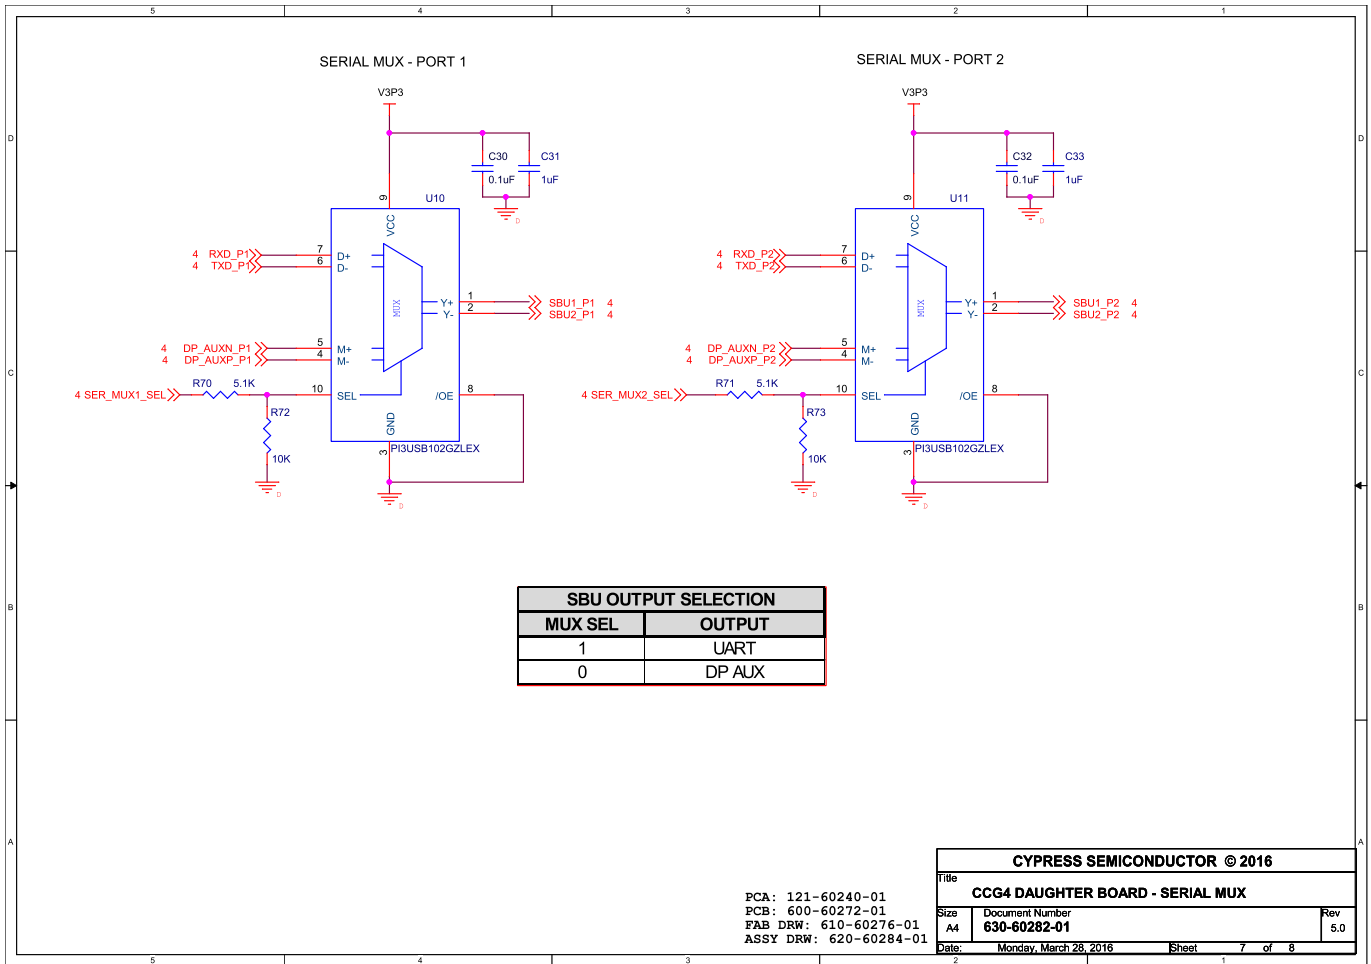 5 4 3 2 1
SERIAL MUX - PORT 1
SERIAL MUX - PORT 2
V3P3
V3P3
D
D
C30
C31
0.1uF
1uF
C32
C33
0.1uF
1uF
D
D
9
U10
VCC
9
U11
VCC
4 RXD_P1
7
D+
4 TXD_P1
6
D-
MUX
Y+
1
SBU1_P1 4
Y-
2
SBU2_P1 4
4 DP_AUXN_P1
5
M+
4 DP_AUXP_P1
4
M-
4 SER_MUX1_SEL
R70
5.1K
10
SEL
/OE
8
R72
10K
GND
3
PI3USB102GZLEX
D
D
4 RXD_P2
7
D+
4 TXD_P2
6
D-
MUX
Y+
1
SBU1_P2 4
Y-
2
SBU2_P2 4
4 DP_AUXN_P2
5
M+
4 DP_AUXP_P2
4
M-
4 SER_MUX2_SEL
R71
5.1K
10
SEL
/OE
8
R73
10K
GND
3
PI3USB102GZLEX
D
D
C
C
B
B
SBU OUTPUT SELECTION
MUX SEL OUTPUT
1 UART
0 DP AUX
A
A
PCA: 121-60240-01
PCB: 600-60272-01
FAB DRW: 610-60276-01
ASSY DRW: 620-60284-01
CYPRESS SEMICONDUCTOR © 2016
Title
CCG4 DAUGHTER BOARD - SERIAL MUX
Size Document Number Rev
A4 630-60282-01 5.0
Date: Monday, March 28, 2016 Sheet 7 of 8
5 4 3 2 1